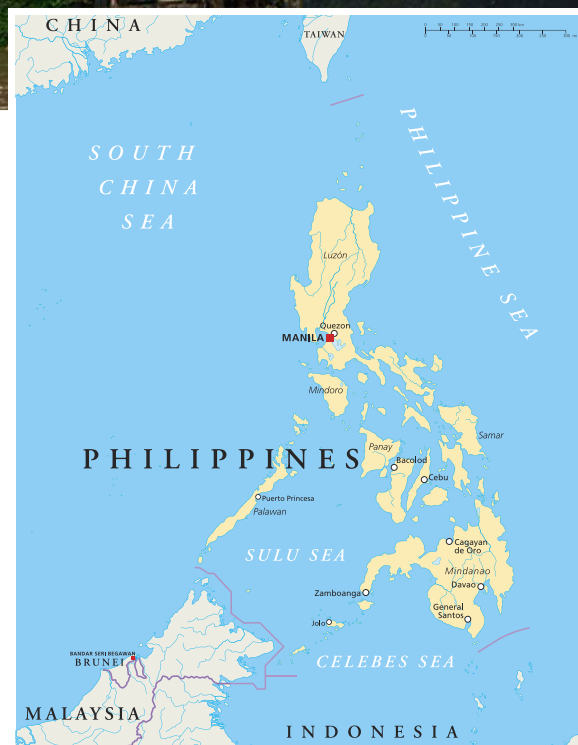 CHINA
TAIWAN
SOUTH
CHINA
SEA
PHILIPPINE SEA
Luzón
Quezon
MANILA
Mindoro
Samar
PHILIPPINES
Panay
Bacolod
Cebu
Puerto Princesa
Palawan
SULU SEA
Cagayan
de Oro
Mindanao
Davao
Zamboanga
General
Santos
Jolo
CELEBES SEA
BANDAR SERI BEGAWAN
BRUNEI
MALAYSIA
INDONESIA